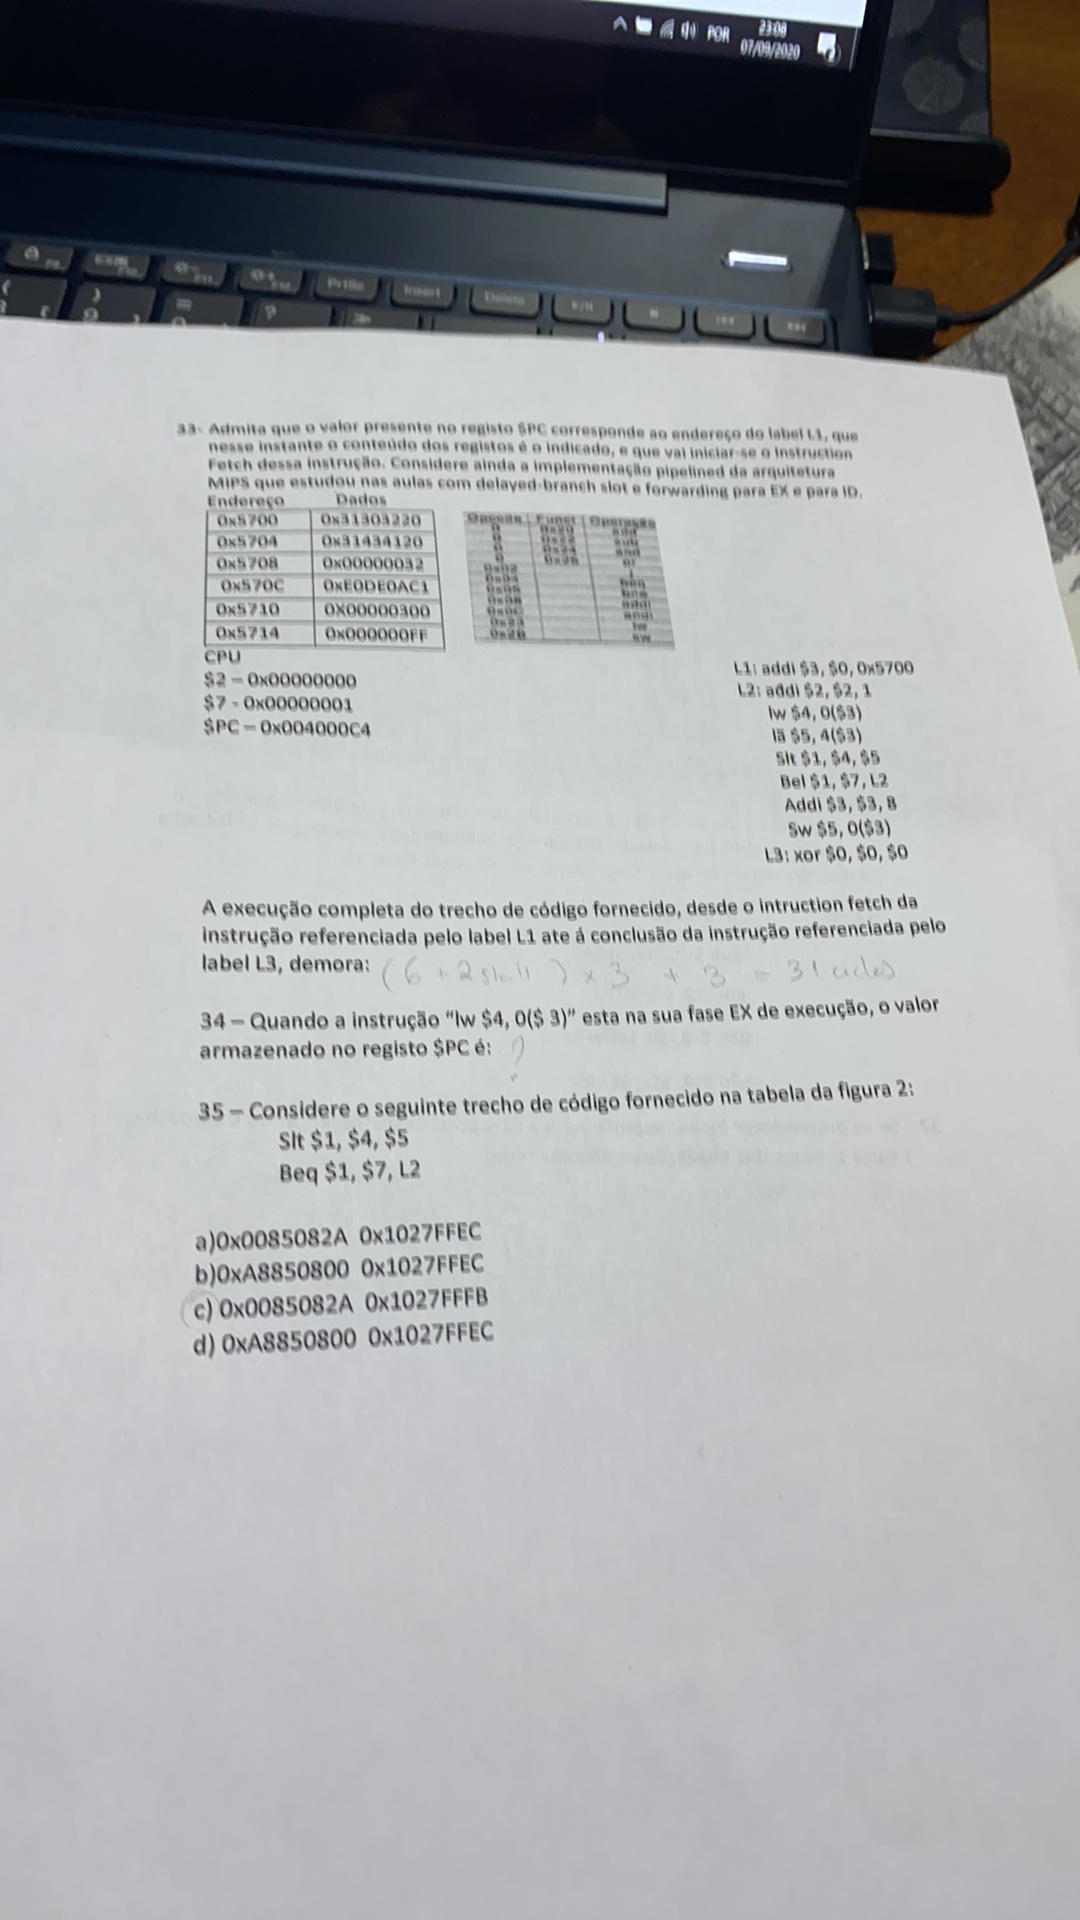 POR
23:08
07/09/2020
PrtSc
Insert
Delete
33- Admita que o valor presente no registo $PC corresponde ao endereço do label L1, que
nesse instante o conteúdo dos registos é o indicado, e que vai iniciar-se o Instruction
Fetch dessa instrução. Considere ainda a implementação pipelined da arquitetura
MIPS que estudou nas aulas com delayed-branch slot e forwarding para EX e para ID.
Endereço Dados
0x5700 0x31303220
0x5704 0x31434120
0x5708 0x00000032
0x570C 0xE0DE0AC1
0x5710 0X00000300
0x5714 0x000000FF
Opcode Funct Operação
0 0x20 add
0 0x22 sub
0 0x24 and
0 0x25 or
0x02 j
0x04 beq
0x05 bne
0x08 addi
0x0C andi
0x23 lw
0x2B sw
CPU
$2 – 0x00000000
$7 - 0x00000001
$PC – 0x004000C4
L1: addi $3, $0, 0x5700
L2: addi $2, $2, 1
lw $4, 0($3)
lã $5, 4($3)
Slt $1, $4, $5
Bel $1, $7, L2
Addi $3, $3, 8
Sw $5, 0($3)
L3: xor $0, $0, $0
A execução completa do trecho de código fornecido, desde o intruction fetch da
instrução referenciada pelo label L1 ate á conclusão da instrução referenciada pelo
label L3, demora: (6 + 2 stall) x 3 + 3 = 31 ciclos
34 – Quando a instrução “lw $4, 0($ 3)” esta na sua fase EX de execução, o valor
armazenado no registo $PC é: ?
35 – Considere o seguinte trecho de código fornecido na tabela da figura 2:
Slt $1, $4, $5
Beq $1, $7, L2
a)0x0085082A 0x1027FFEC
b)0xA8850800 0x1027FFEC
c) 0x0085082A 0x1027FFFB
d) 0xA8850800 0x1027FFEC